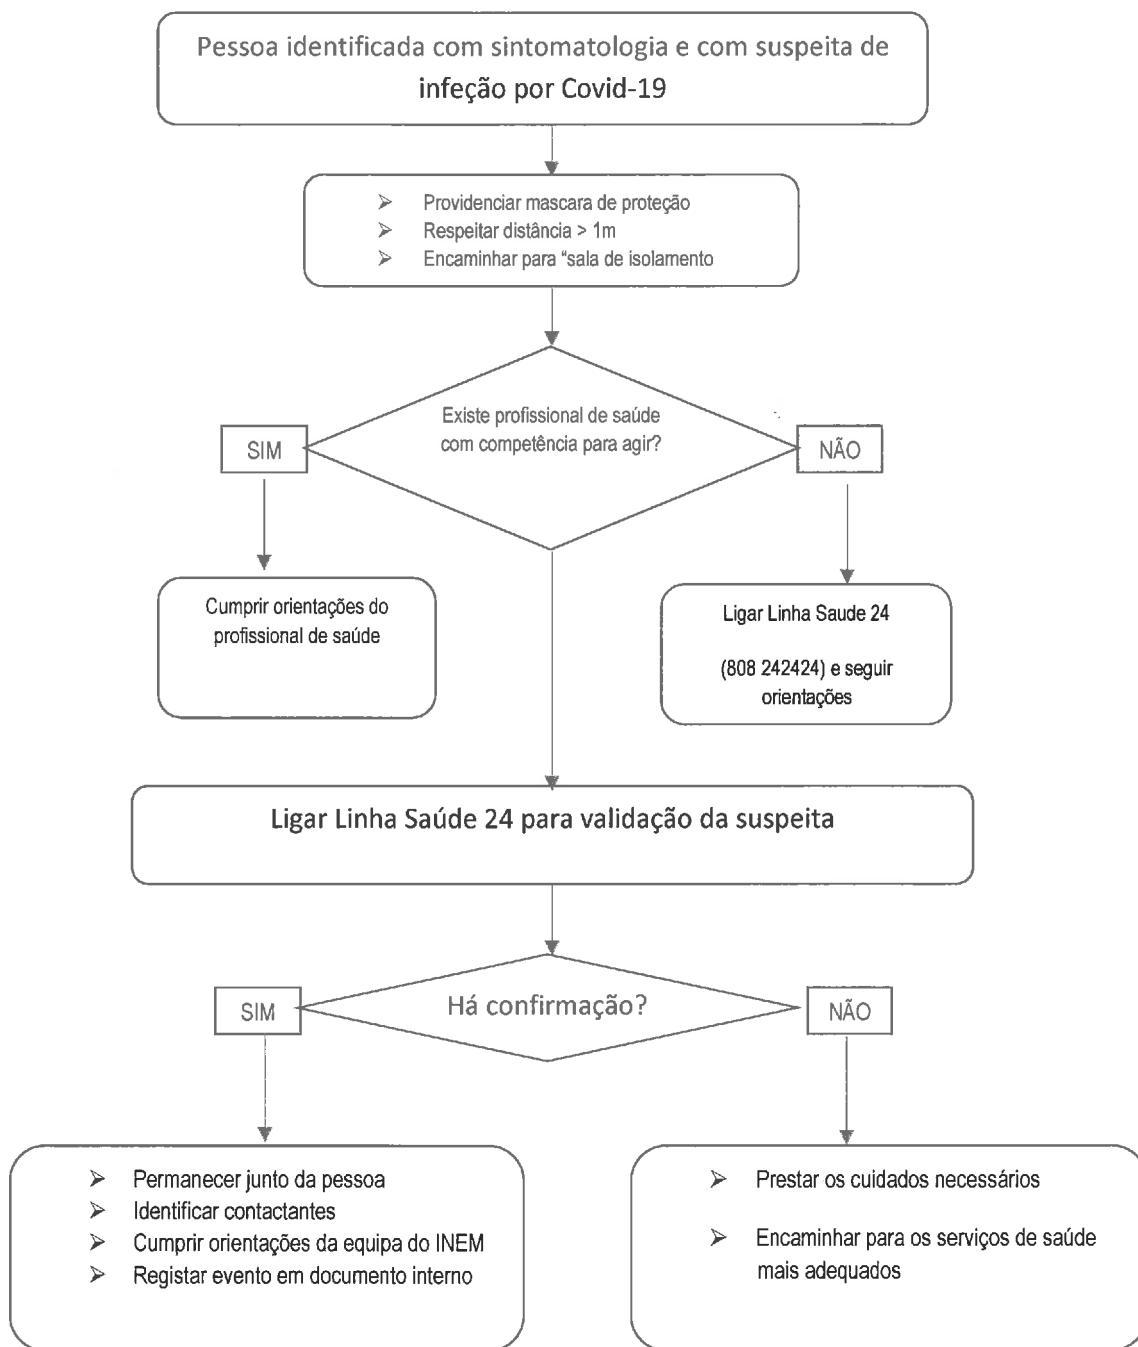 Pessoa identificada com sintomatologia e com suspeita de
infeção por Covid-19
➢ Providenciar mascara de proteção
➢ Respeitar distância > 1m
➢ Encaminhar para “sala de isolamento
Existe profissional de saúde
com competência para agir?
SIM
NÃO
Cumprir orientações do
profissional de saúde
Ligar Linha Saude 24
(808 242424) e seguir
orientações
Ligar Linha Saúde 24 para validação da suspeita
Há confirmação?
SIM
NÃO
➢ Permanecer junto da pessoa
➢ Identificar contactantes
➢ Cumprir orientações da equipa do INEM
➢ Registar evento em documento interno
➢ Prestar os cuidados necessários
➢ Encaminhar para os serviços de saúde
mais adequados